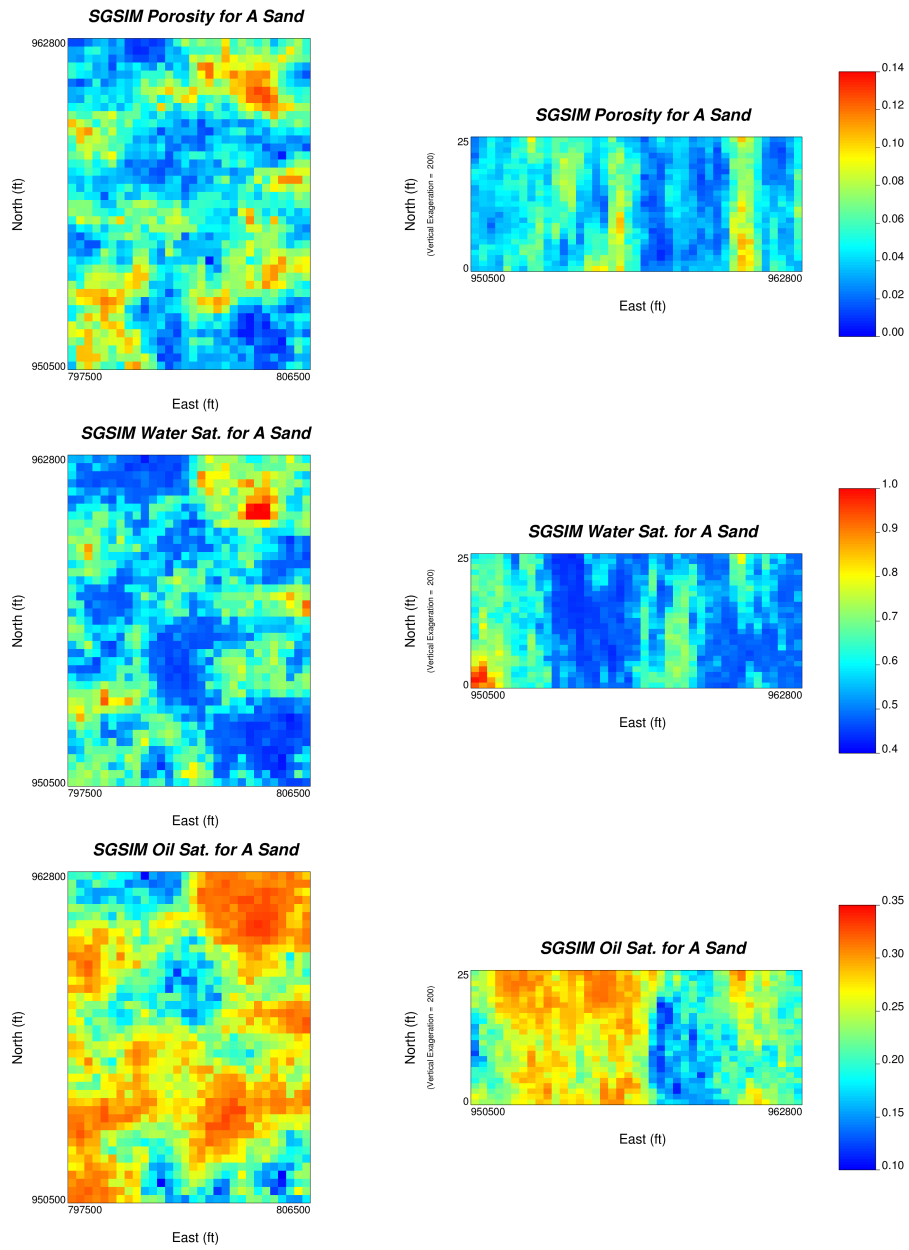 SGSIM Porosity for A Sand
962800
North (ft)
950500
797500
806500
East (ft)
SGSIM Porosity for A Sand
25
North (ft)
(Vertical Exageration = 200)
0
950500
962800
East (ft)
0.14
0.12
0.10
0.08
0.06
0.04
0.02
0.00
SGSIM Water Sat. for A Sand
962800
North (ft)
950500
797500
806500
East (ft)
SGSIM Water Sat. for A Sand
25
North (ft)
(Vertical Exageration = 200)
0
950500
962800
East (ft)
1.0
0.9
0.8
0.7
0.6
0.5
0.4
SGSIM Oil Sat. for A Sand
962800
North (ft)
950500
797500
806500
East (ft)
SGSIM Oil Sat. for A Sand
25
North (ft)
(Vertical Exageration = 200)
0
950500
962800
East (ft)
0.35
0.30
0.25
0.20
0.15
0.10